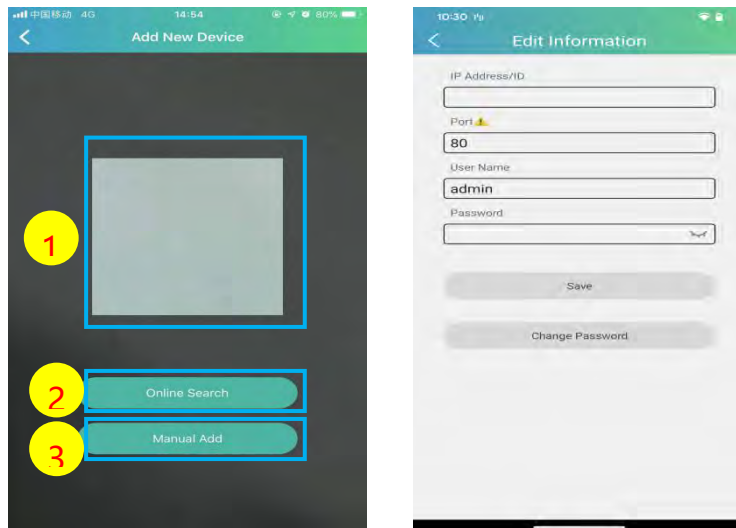 中国移动 4G 14:54 80%
Add New Device
1
2
Online Search
3
Manual Add
10:30
Edit Information
IP Address/ID
Port
80
User Name
admin
Password
Save
Change Password